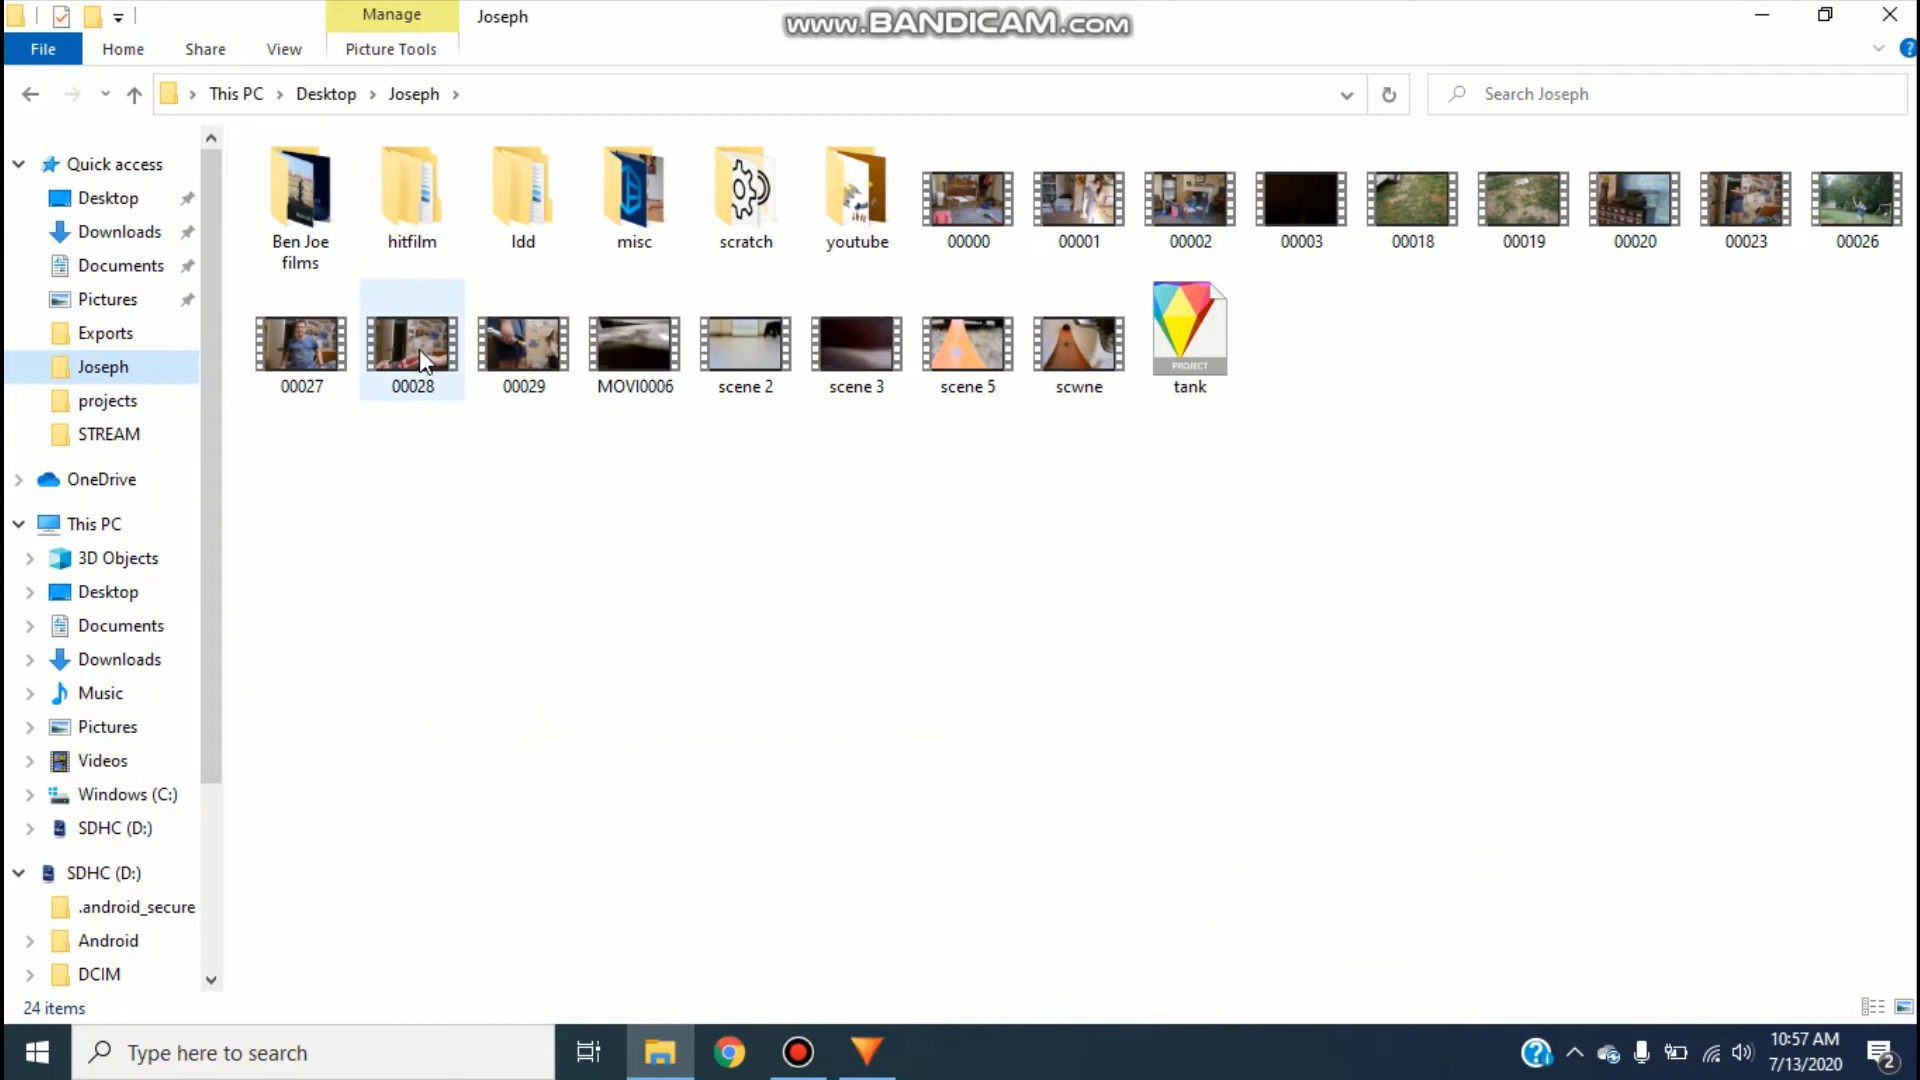 Manage
Joseph
www.BANDICAM.com
File
Home
Share
View
Picture Tools
This PC
Desktop
Joseph
Search Joseph
Quick access
Desktop
Downloads
Documents
Pictures
Exports
Joseph
projects
STREAM
OneDrive
This PC
3D Objects
Desktop
Documents
Downloads
Music
Pictures
Videos
Windows (C:)
SDHC (D:)
SDHC (D:)
.android_secure
Android
DCIM
Ben Joe
films
hitfilm
ldd
misc
scratch
youtube
00000
00001
00002
00003
00018
00019
00020
00023
00026
00027
00028
00029
MOVI0006
scene 2
scene 3
scene 5
scwne
PROJECT
tank
24 items
Type here to search
10:57 AM
7/13/2020
2